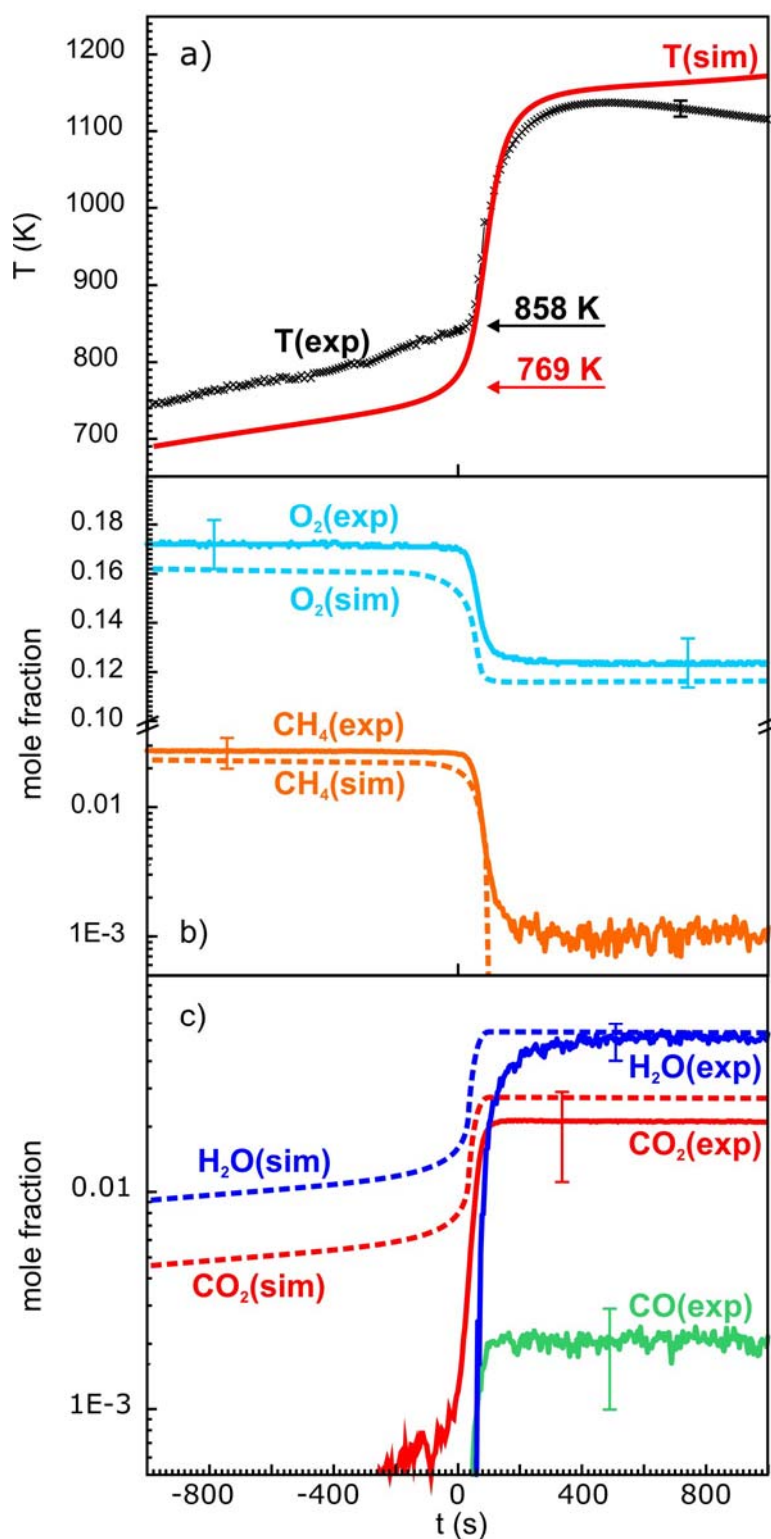 a)
T(sim)
1200
1100
1000
900
800
700
T (K)
858 K
T(exp)
769 K
0.18
0.16
0.14
0.12
0.10
0.01
1E-3
mole fraction
O₂(exp)
O₂(sim)
CH₄(exp)
CH₄(sim)
b)
c)
H₂O(exp)
CO₂(exp)
H₂O(sim)
CO₂(sim)
CO(exp)
0.01
1E-3
mole fraction
-800 -400 0 400 800
t (s)